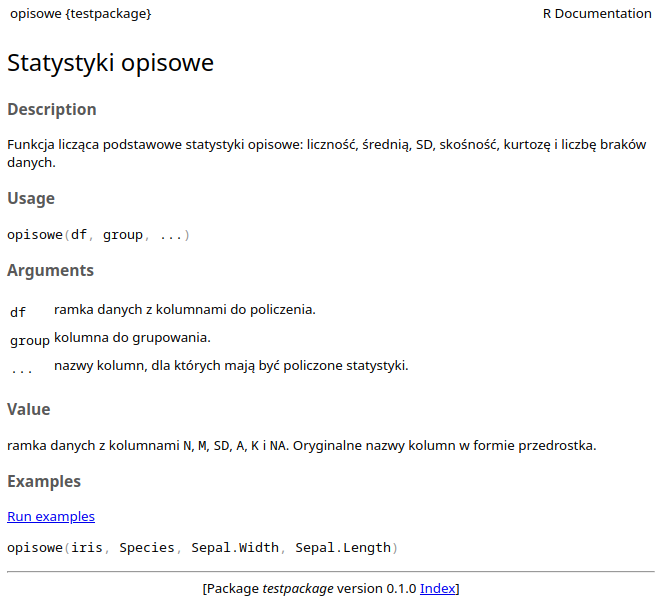 opisowe {testpackage} R Documentation
Statystyki opisowe
Description
Funkcja licząca podstawowe statystyki opisowe: liczność, średnią, SD, skośność, kurtozę i liczbę braków
danych.
Usage
opisowe(df, group, ...)
Arguments
df ramka danych z kolumnami do policzenia.
group kolumna do grupowania.
... nazwy kolumn, dla których mają być policzone statystyki.
Value
ramka danych z kolumnami N, M, SD, A, K i NA. Oryginalne nazwy kolumn w formie przedrostka.
Examples
Run examples
opisowe(iris, Species, Sepal.Width, Sepal.Length)
[Package testpackage version 0.1.0 Index]